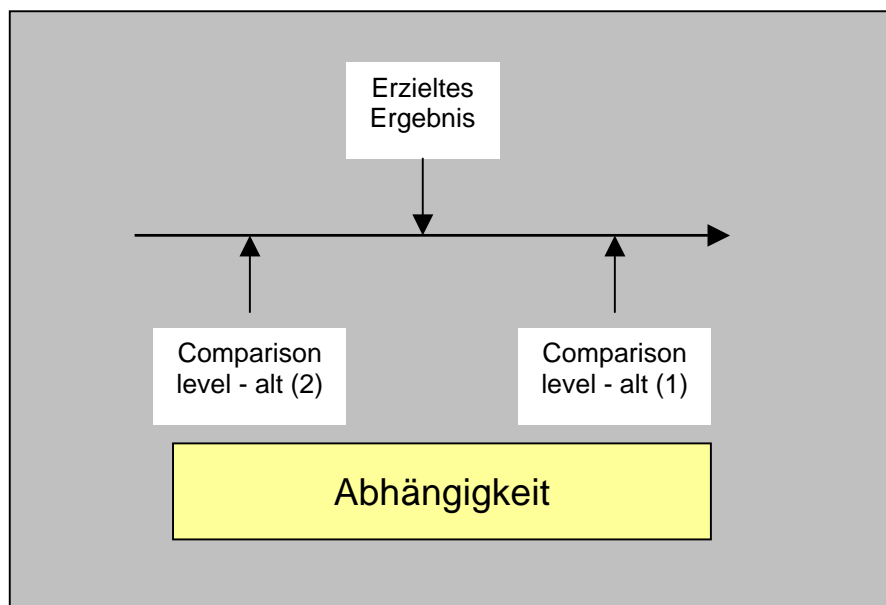 Erzieltes
Ergebnis
Comparison
level - alt (2)
Comparison
level - alt (1)
Abhängigkeit